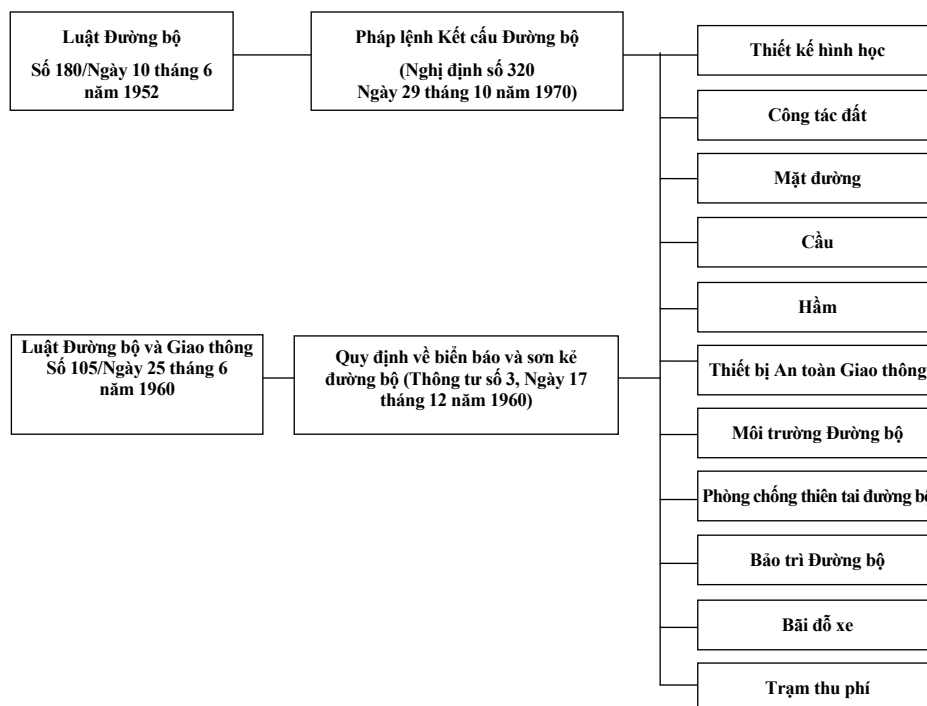 Luật Đường bộ
Số 180/Ngày 10 tháng 6
năm 1952
Pháp lệnh Kết cấu Đường bộ
(Nghị định số 320
Ngày 29 tháng 10 năm 1970)
Thiết kế hình học
Công tác đất
Mặt đường
Cầu
Hầm
Luật Đường bộ và Giao thông
Số 105/Ngày 25 tháng 6
năm 1960
Quy định về biển báo và sơn kẻ
đường bộ (Thông tư số 3, Ngày 17
tháng 12 năm 1960)
Thiết bị An toàn Giao thông
Môi trường Đường bộ
Phòng chống thiên tai đường bộ
Bảo trì Đường bộ
Bãi đỗ xe
Trạm thu phí